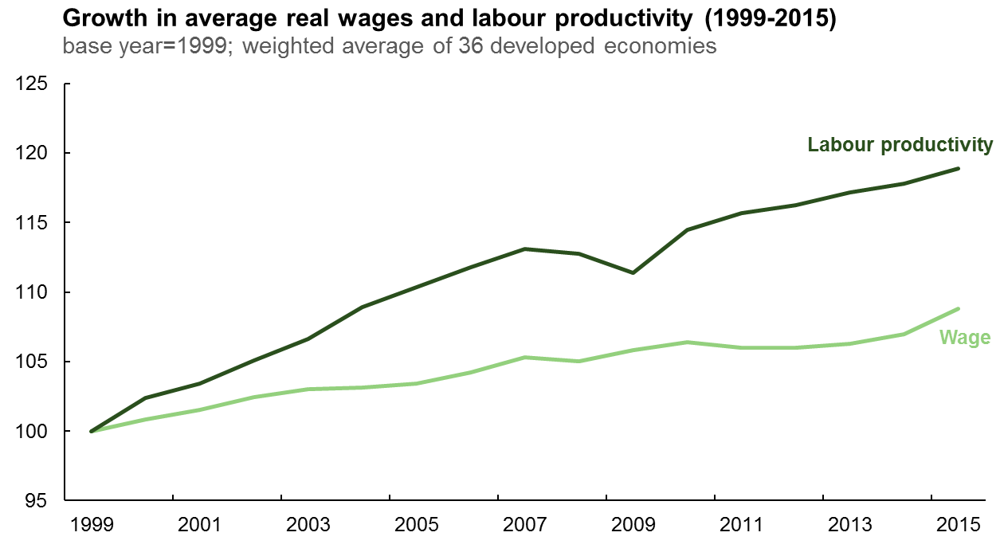 Growth in average real wages and labour productivity (1999-2015)
base year=1999; weighted average of 36 developed economies
125
120
115
110
105
100
95
Labour productivity
Wage
1999 2001 2003 2005 2007 2009 2011 2013 2015